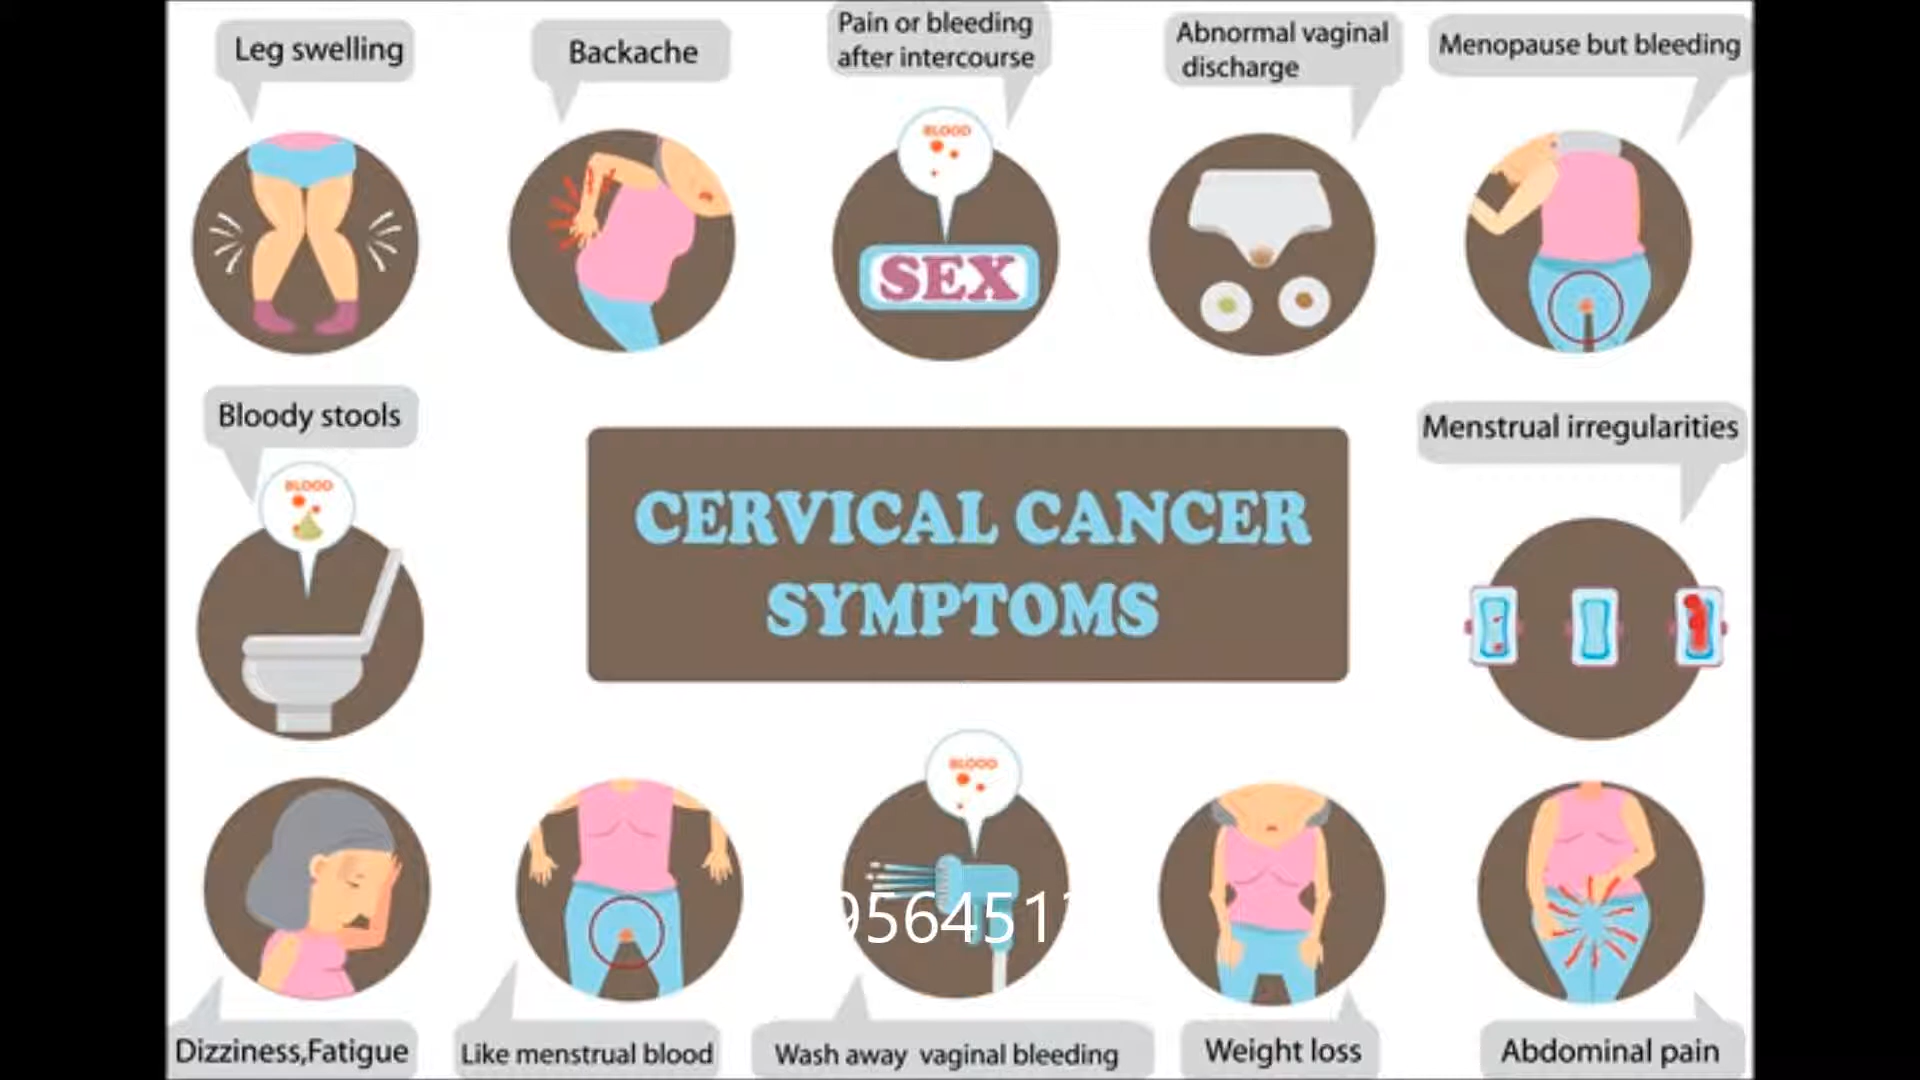 Leg swelling
Backache
Pain or bleeding
after intercourse
Abnormal vaginal
discharge
Menopause but bleeding
BLOOD
SEX
Bloody stools
BLOOD
Menstrual irregularities
CERVICAL CANCER
SYMPTOMS
BLOOD
Dizziness,Fatigue
Like menstrual blood
Wash away vaginal bleeding
Weight loss
Abdominal pain